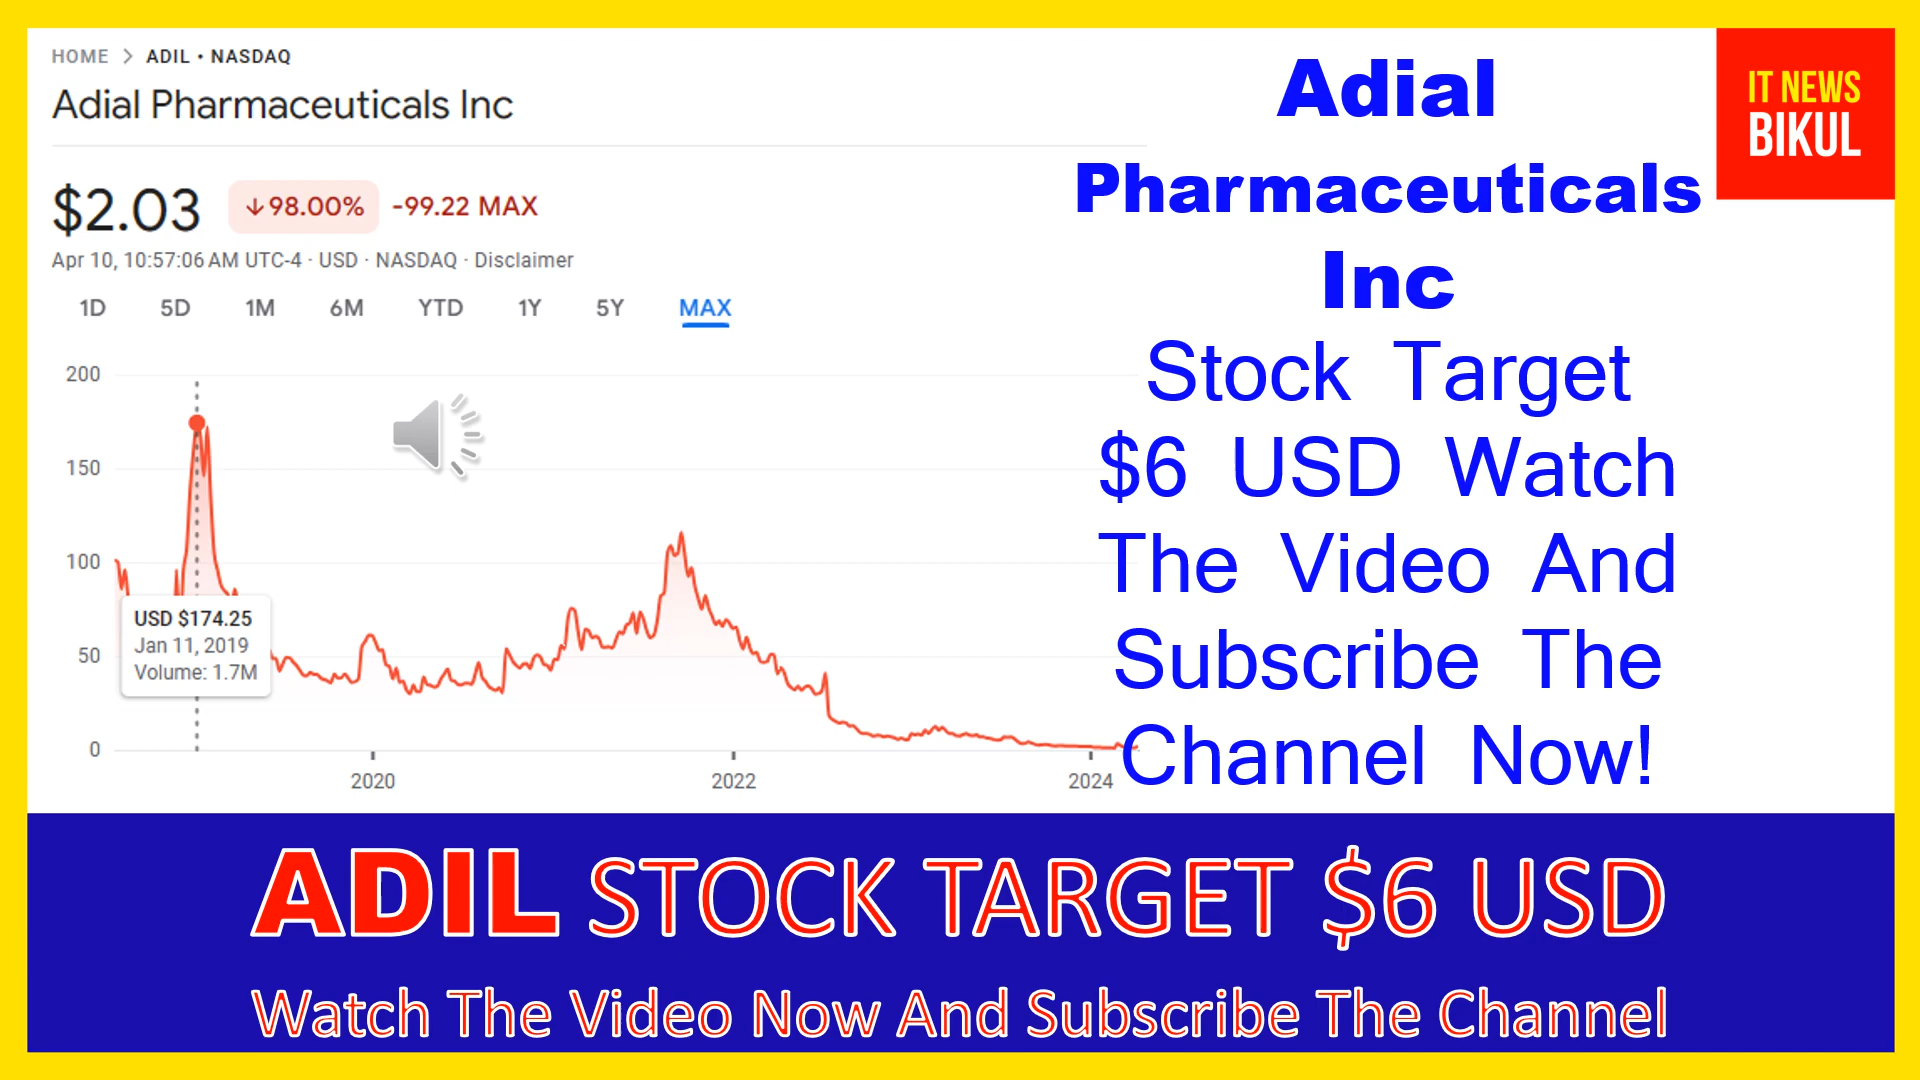 HOME > ADIL • NASDAQ
Adial Pharmaceuticals Inc
$2.03 ↓98.00% -99.22 MAX
Apr 10, 10:57:06 AM UTC-4 · USD · NASDAQ · Disclaimer
1D 5D 1M 6M YTD 1Y 5Y MAX
200
150
100
50
0
USD $174.25
Jan 11, 2019
Volume: 1.7M
2020 2022 2024
Adial
Pharmaceuticals
Inc
Stock Target
$6 USD Watch
The Video And
Subscribe The
Channel Now!
IT NEWS
BIKUL
ADIL STOCK TARGET $6 USD
Watch The Video Now And Subscribe The Channel